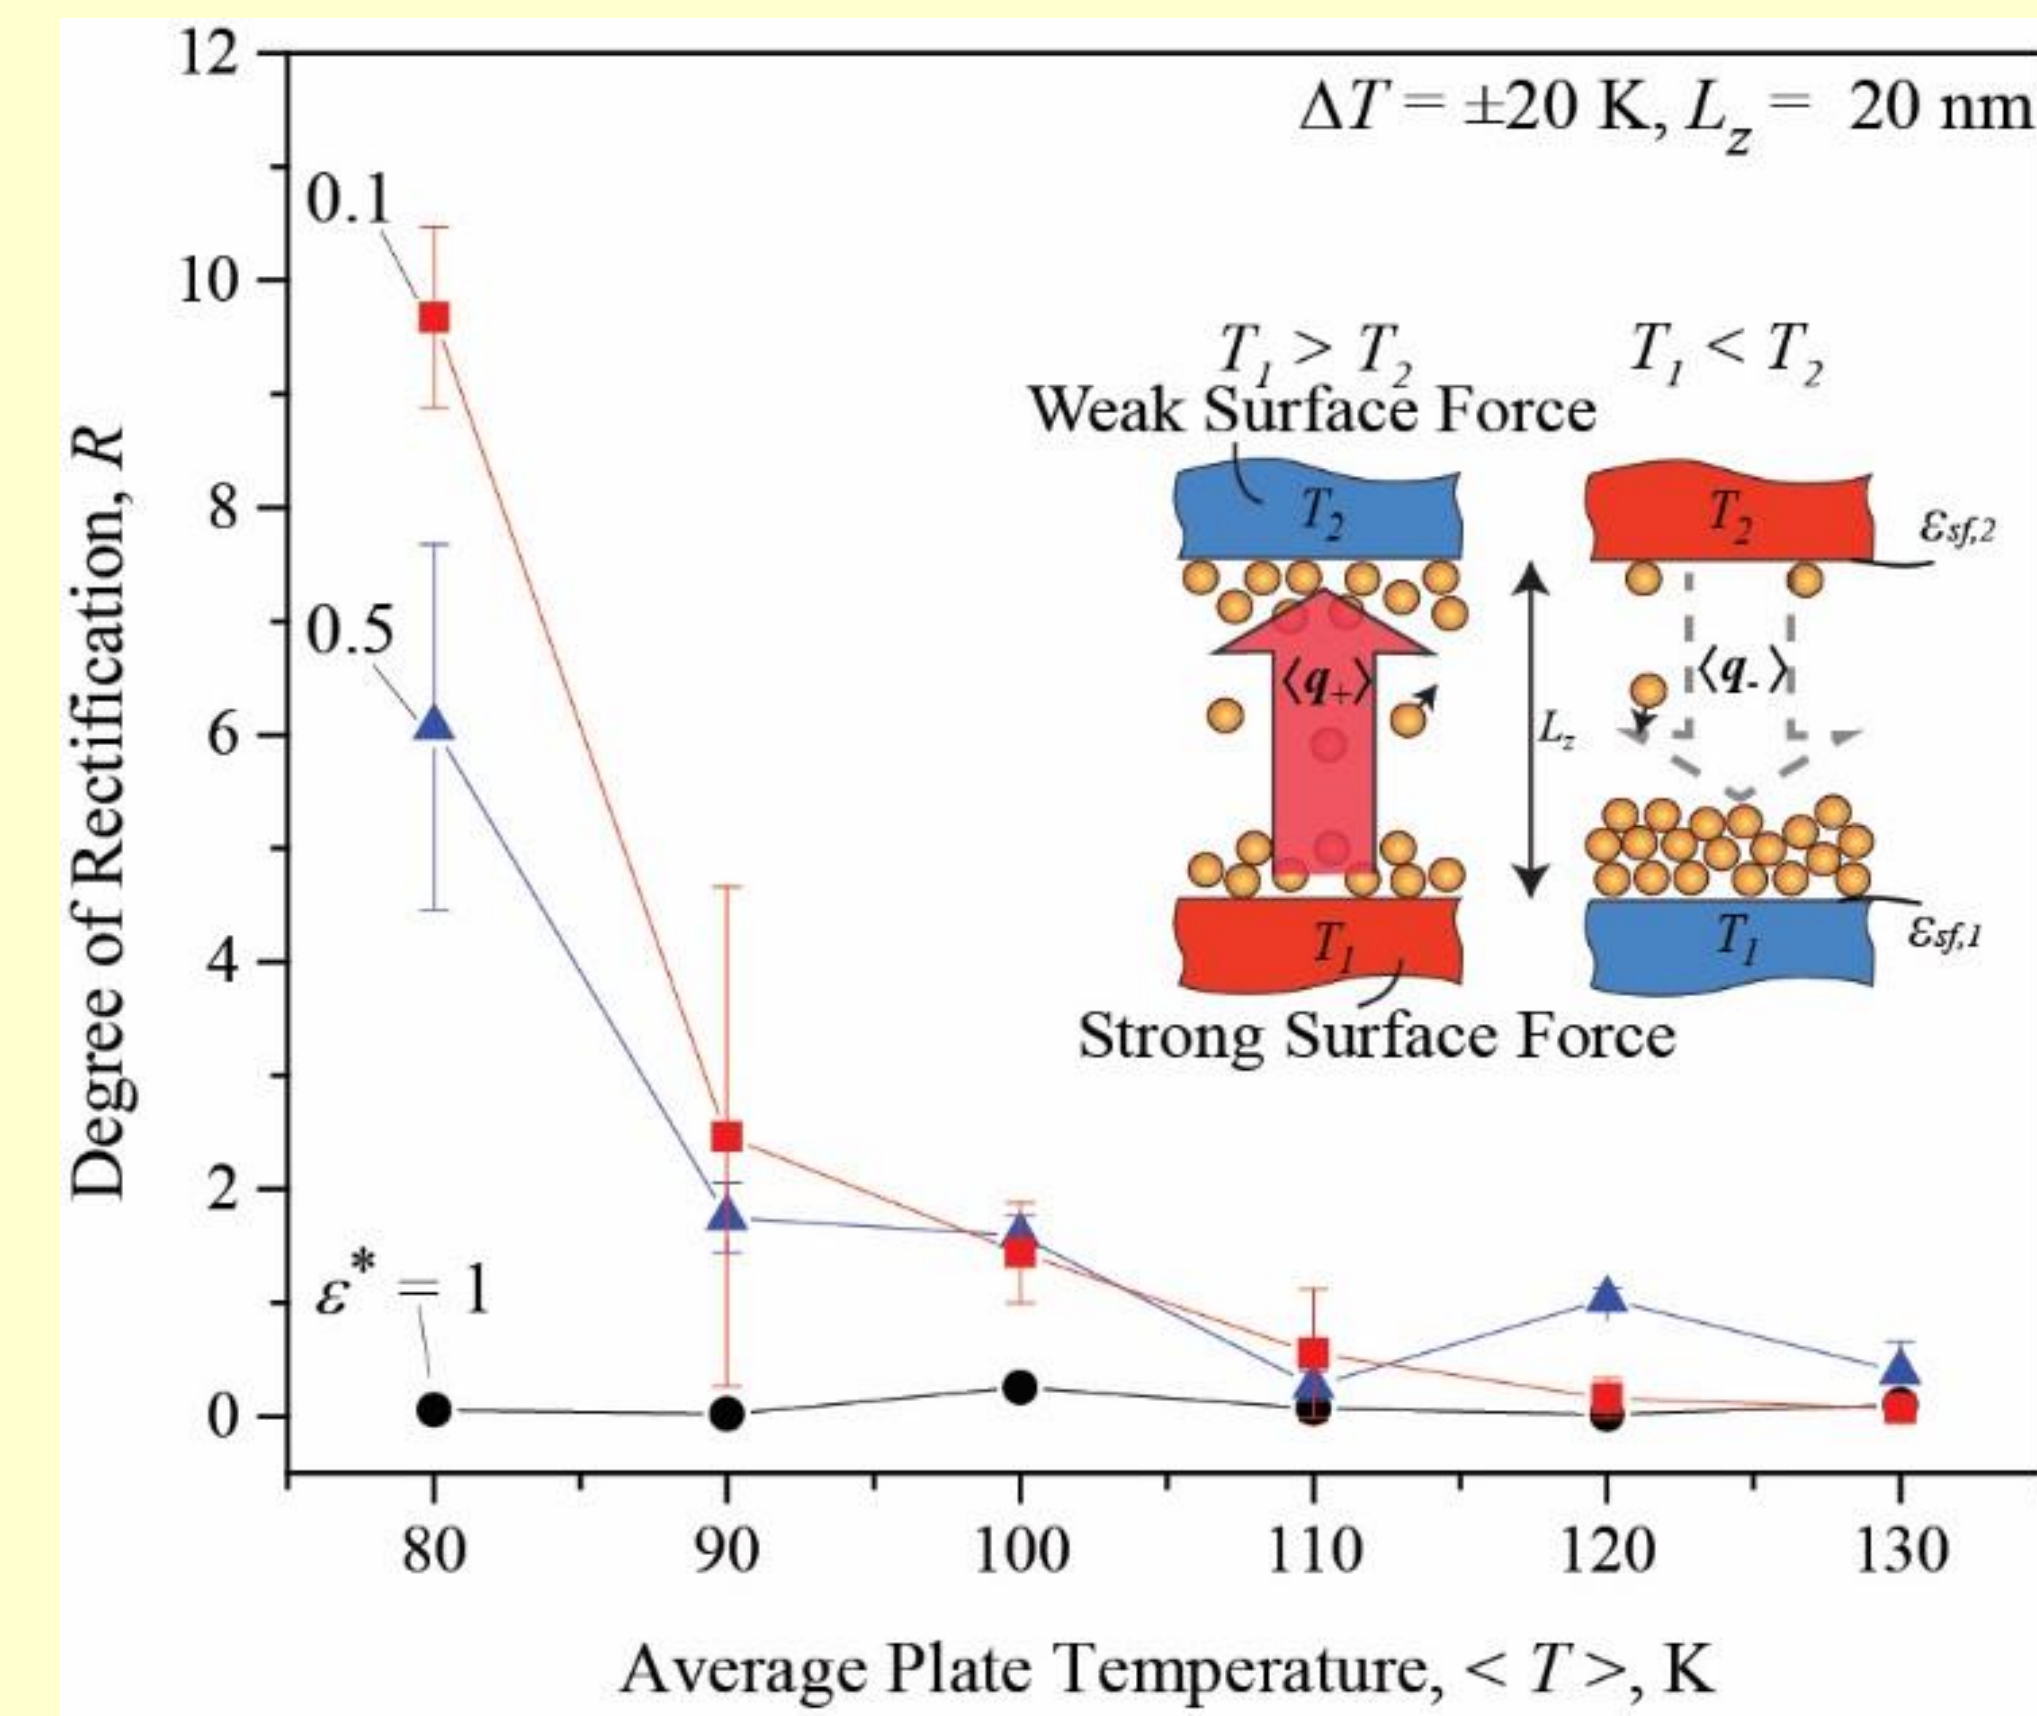 12
10
8
6
4
2
0
Degree of Rectification, R
ΔT = ±20 K, L_z = 20 nm
0.1
0.5
ε* = 1
T_1 > T_2
T_1 < T_2
Weak Surface Force
T_2
T_2
ε_sf,2
⟨q_+⟩
L_z
⟨q_-⟩
T_1
T_1
ε_sf,1
Strong Surface Force
80 90 100 110 120 130
Average Plate Temperature, < T >, K